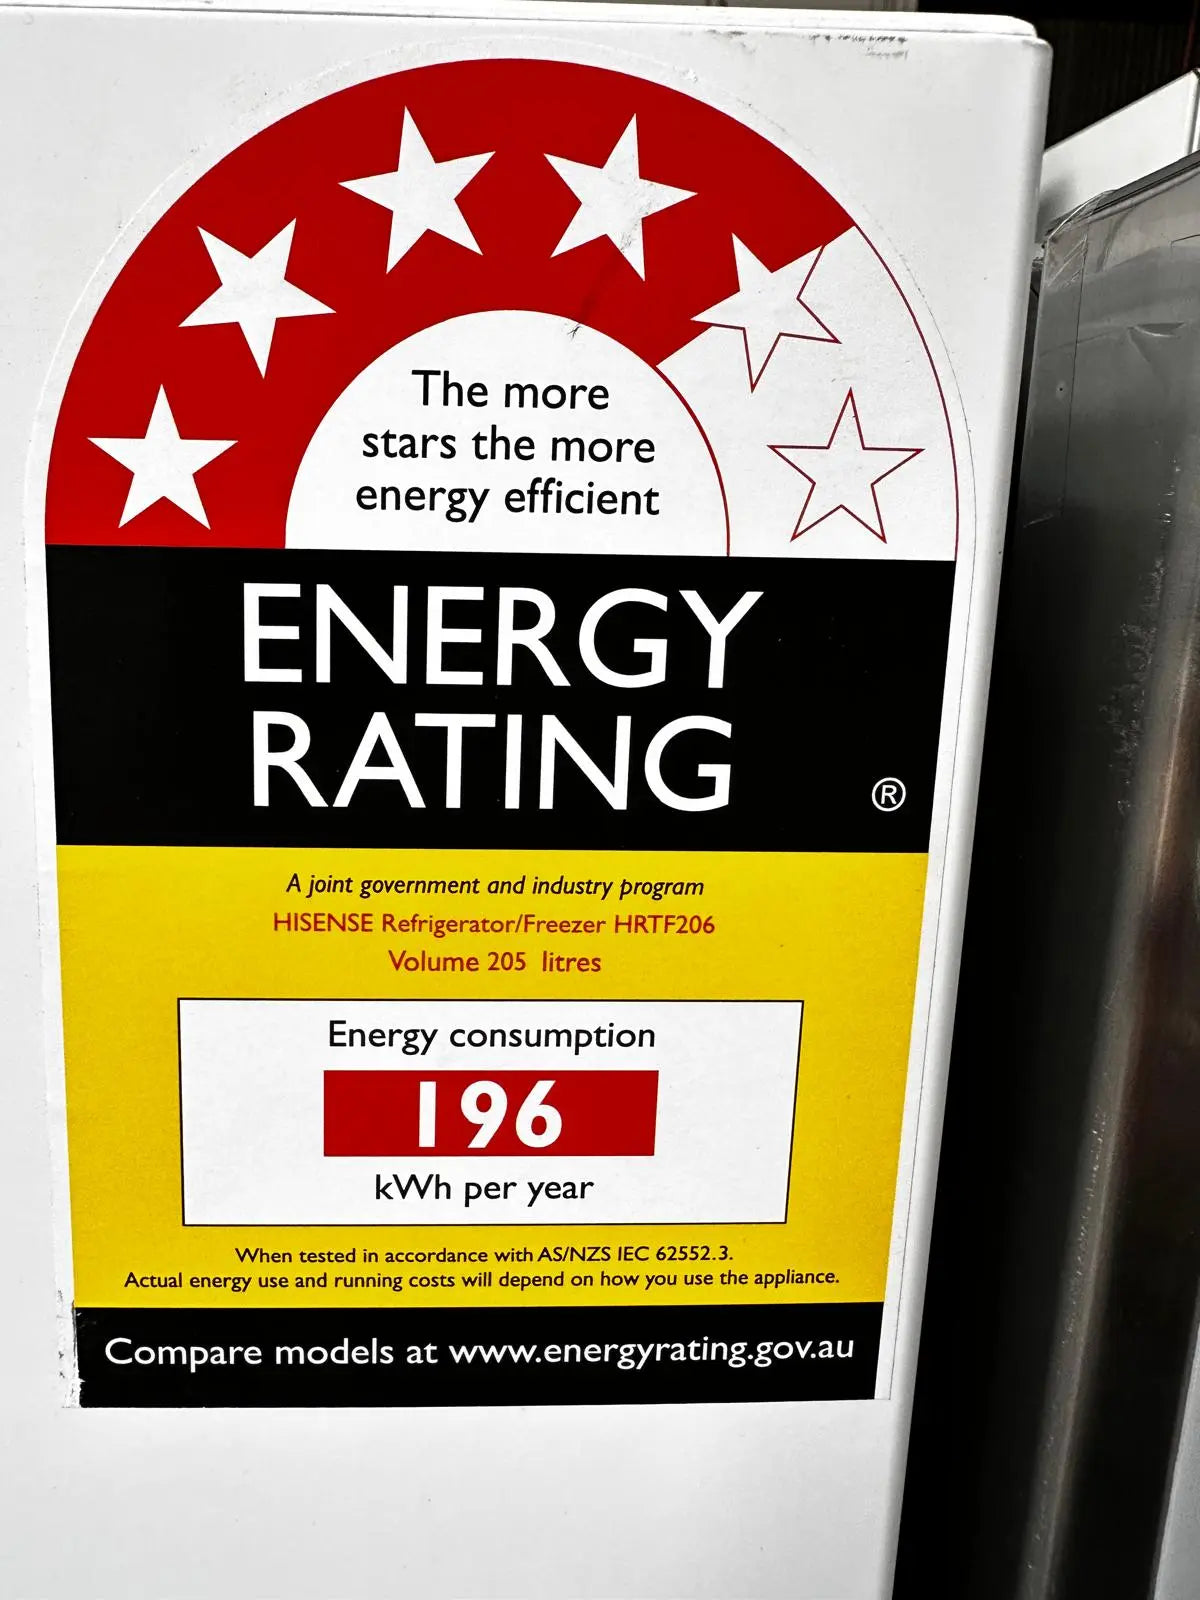 The more
stars the more
energy efficient
ENERGY
RATING
®
A joint government and industry program
HISENSE Refrigerator/Freezer HRTF206
Volume 205 litres
Energy consumption
196
kWh per year
When tested in accordance with AS/NZS IEC 62552.3.
Actual energy use and running costs will depend on how you use the appliance.
Compare models at www.energyrating.gov.au